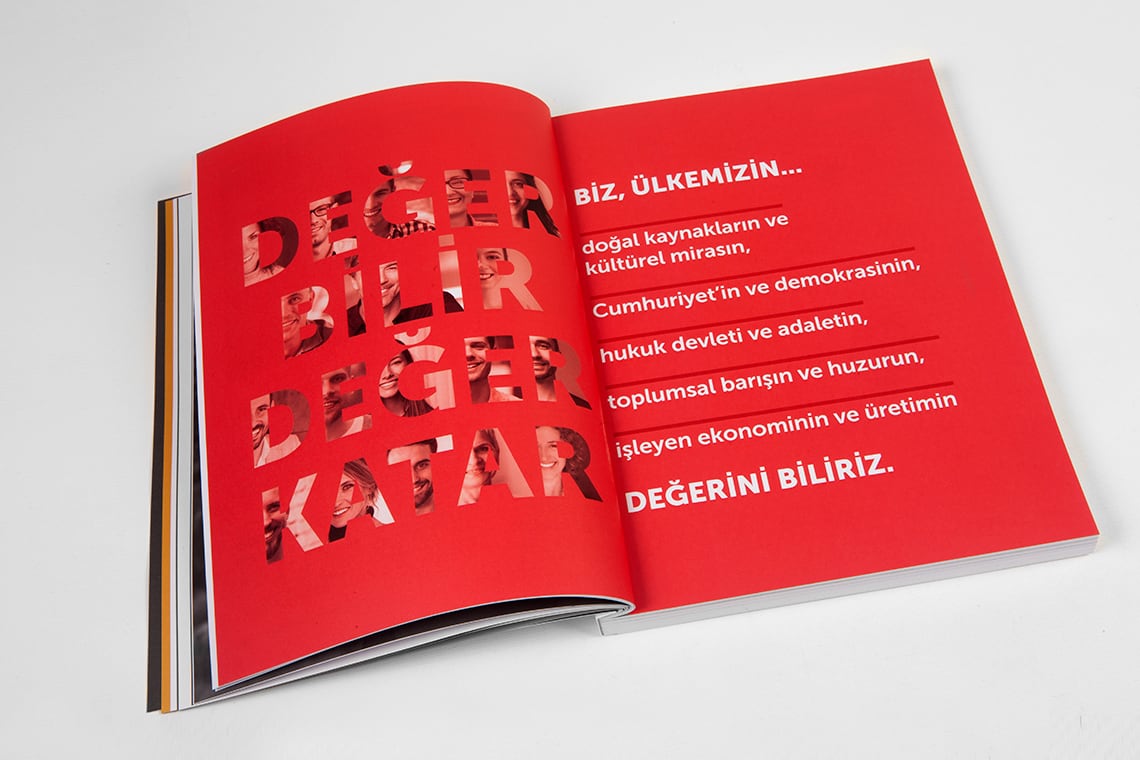 DEĞER
BİLİR
DEĞER
KATAR
BİZ, ÜLKEMİZİN...
doğal kaynakların ve
kültürel mirasın,
Cumhuriyet'in ve demokrasinin,
hukuk devleti ve adaletin,
toplumsal barışın ve huzurun,
işleyen ekonominin ve üretimin
DEĞERİNİ BİLİRİZ.